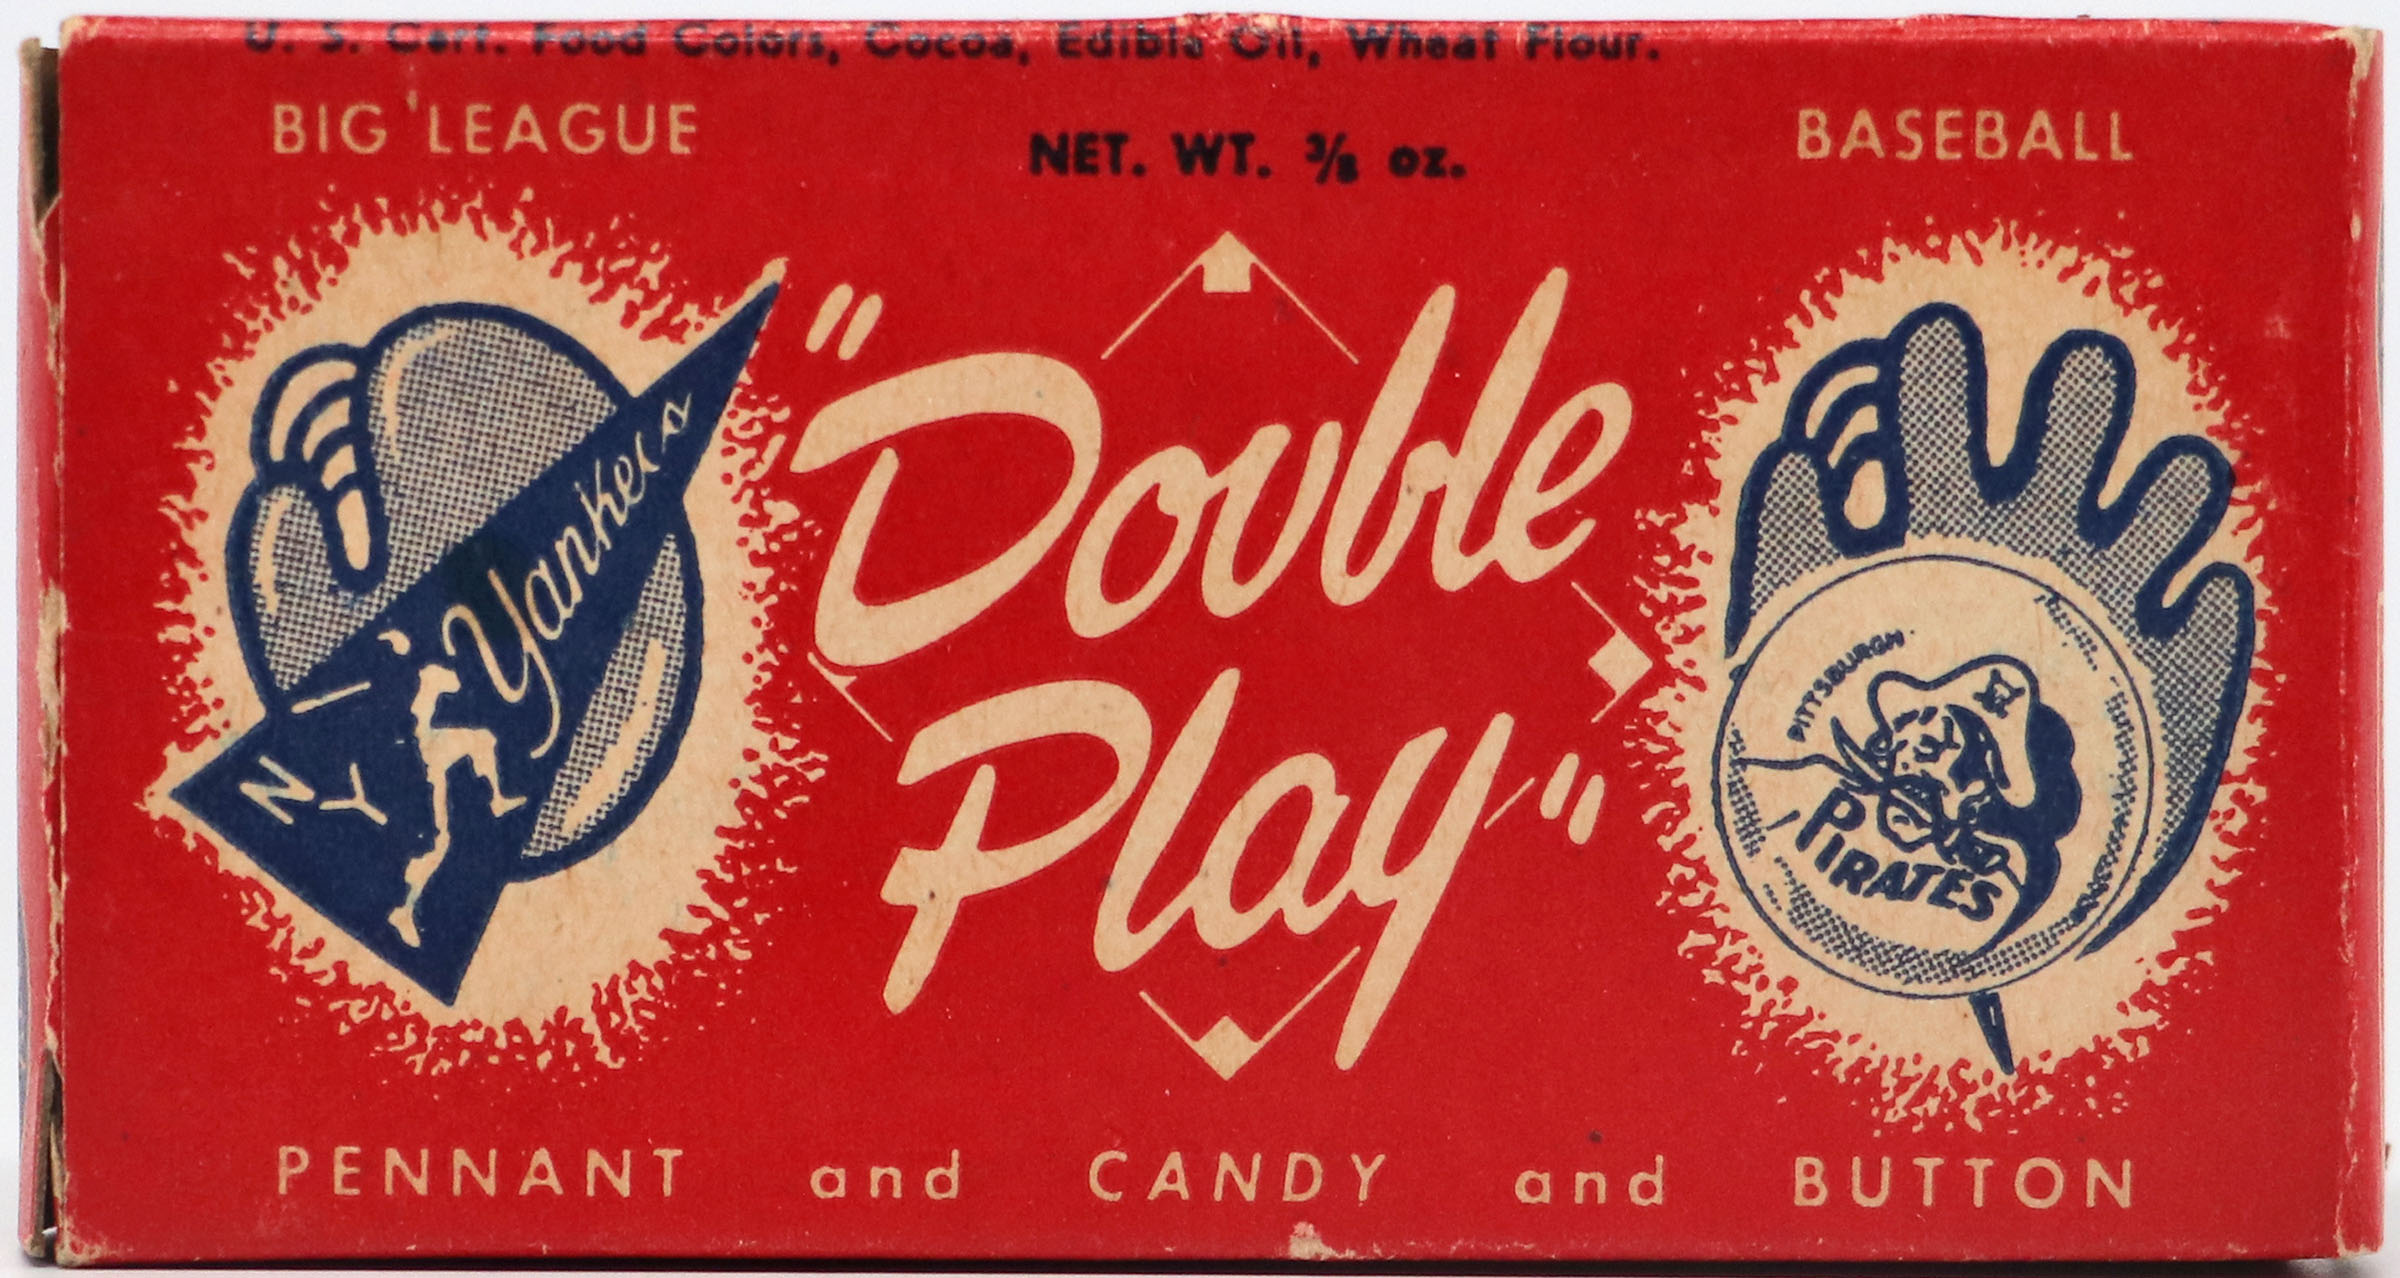 U. S. Cert. Food Colors, Cocoa, Edible Oil, Wheat Flour.
BIG LEAGUE
NET. WT. 3/8 oz.
BASEBALL
"Double
Play"
NY Yankees
PITTSBURGH
PIRATES
PENNANT and CANDY and BUTTON